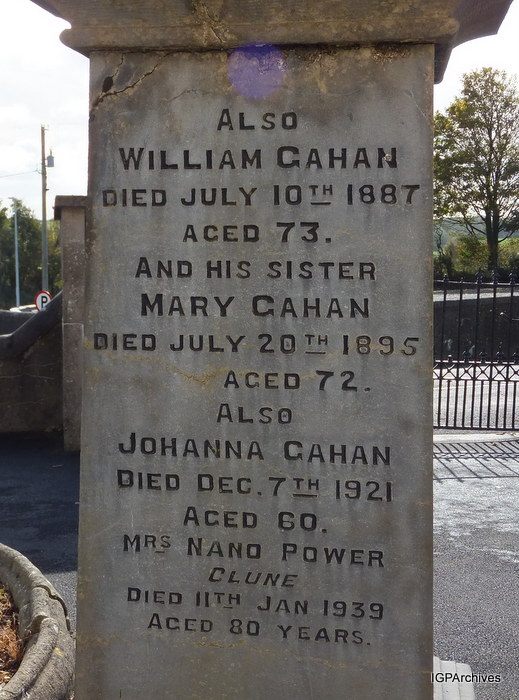 ALSO
WILLIAM GAHAN
DIED JULY 10TH 1887
AGED 73.
AND HIS SISTER
MARY GAHAN
DIED JULY 20TH 1895
AGED 72.
ALSO
JOHANNA GAHAN
DIED DEC. 7TH 1921
AGED 60.
MRS NANO POWER
CLUNE
DIED 11TH JAN 1939
AGED 80 YEARS.
P
IGPArchives